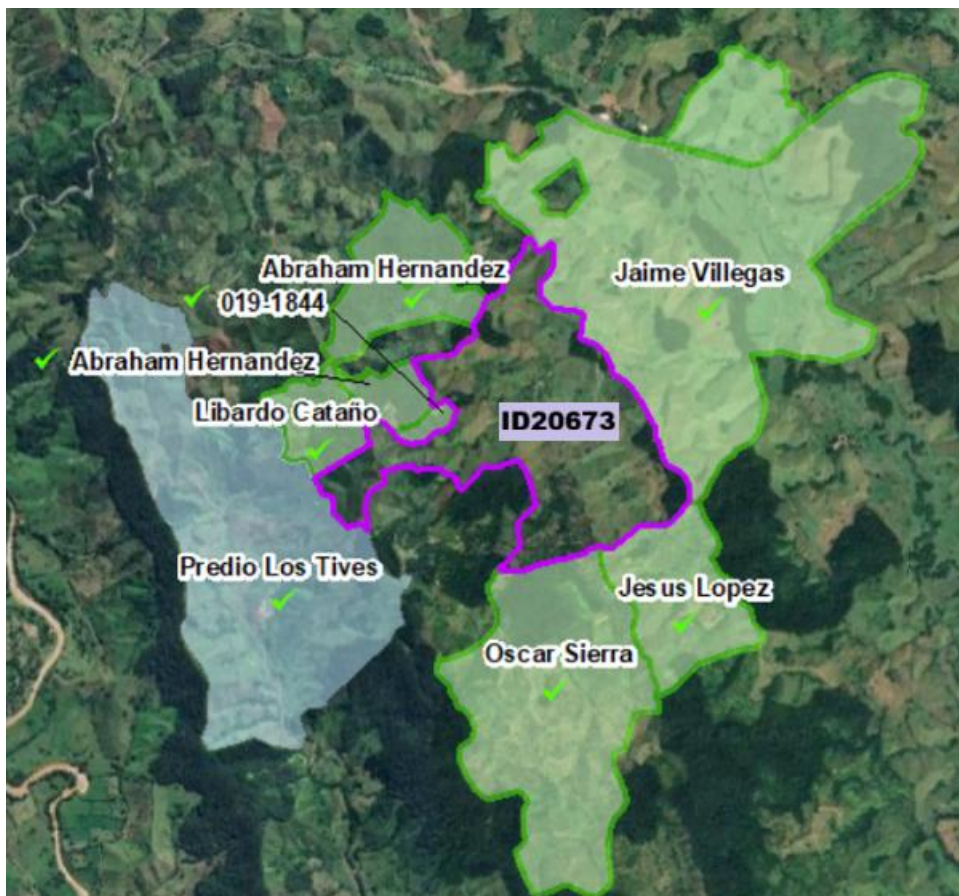 Abraham Hernandez
Jaime Villegas
019-1844
Abraham Hernandez
Libardo Cataño
ID20673
Predio Los Tives
Jesus Lopez
Oscar Sierra